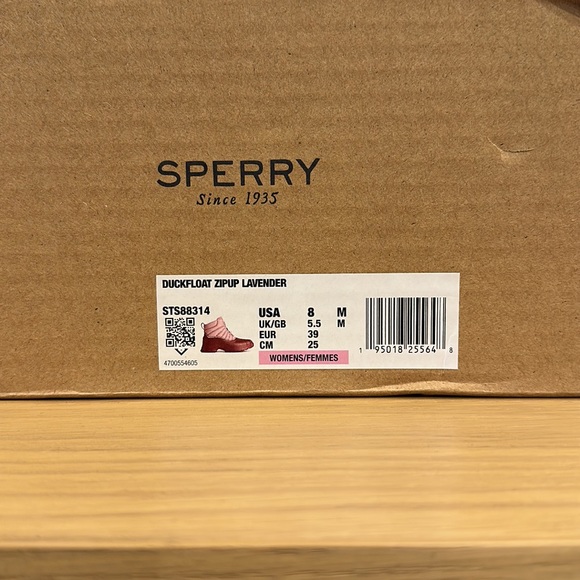 SPERRY
Since 1935
DUCKFLOAT ZIPUP LAVENDER
STS88314
4700554605
USA 8 M
UK/GB 5.5 M
EUR 39
CM 25
WOMENS/FEMMES
1 95018 25564 8